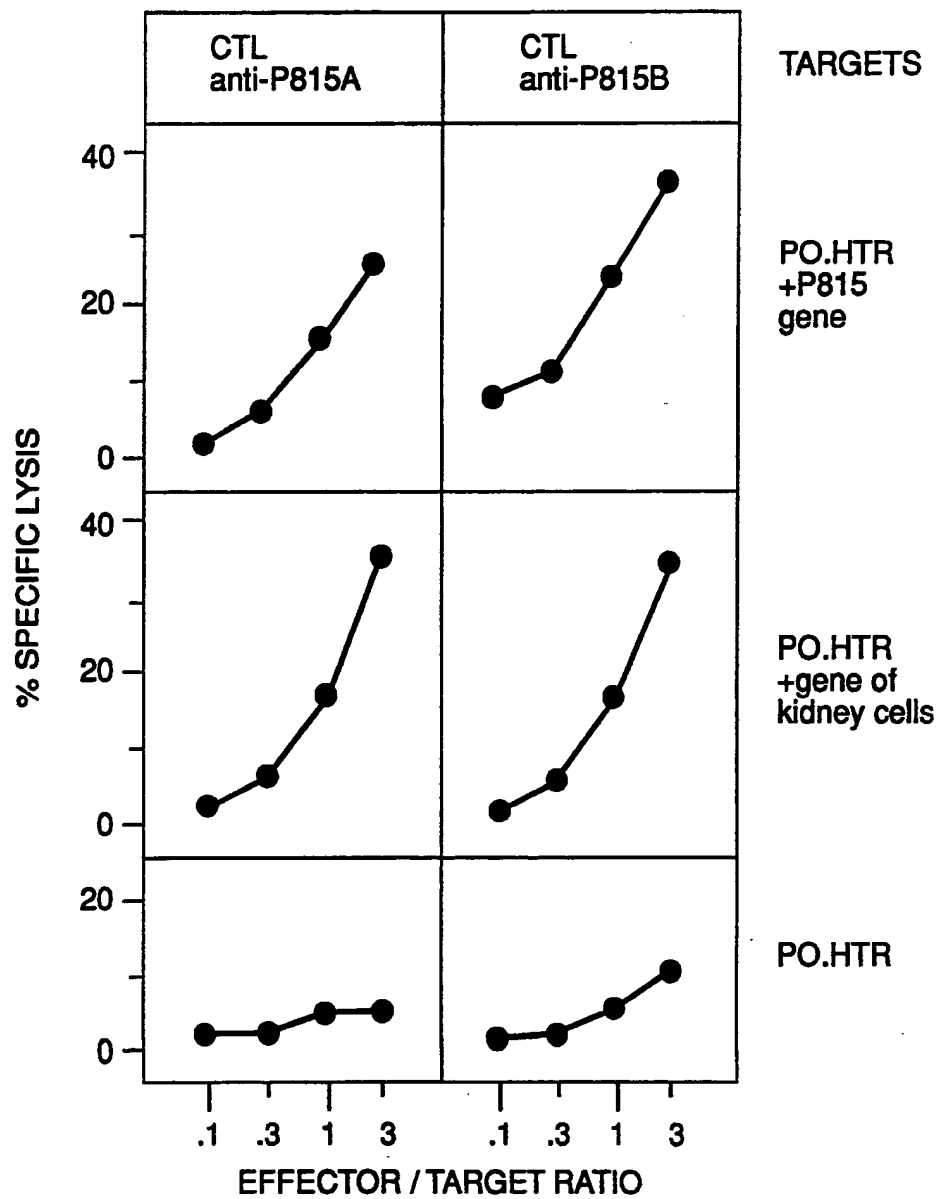 CTL
anti-P815A
CTL
anti-P815B
TARGETS
% SPECIFIC LYSIS
40
20
0
PO.HTR
+P815
gene
40
20
0
PO.HTR
+gene of
kidney cells
20
0
PO.HTR
.1 .3 1 3 .1 .3 1 3
EFFECTOR / TARGET RATIO